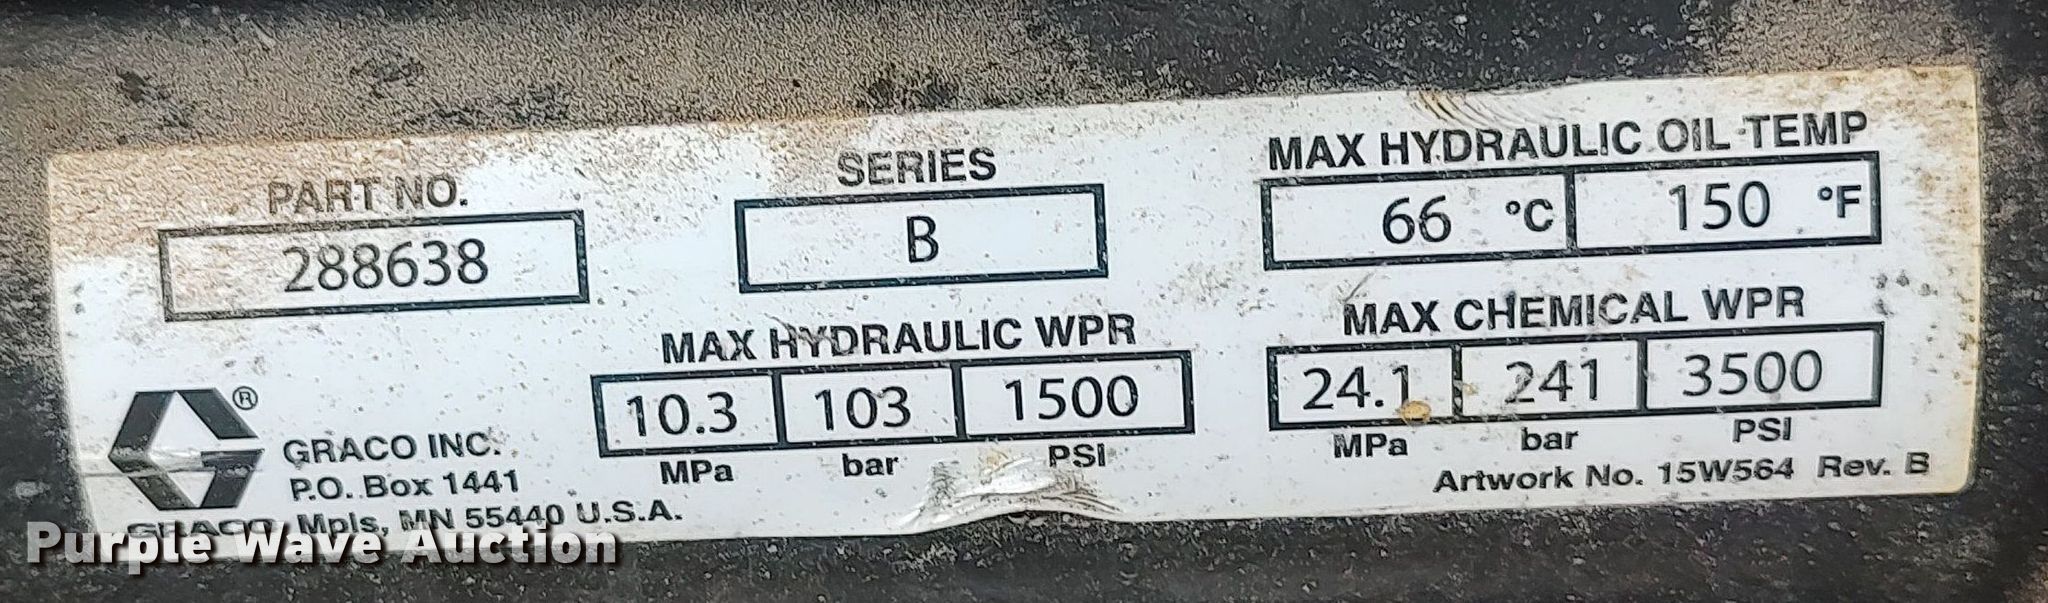 PART NO.
288638
SERIES
B
MAX HYDRAULIC OIL TEMP
66 °C 150 °F
MAX HYDRAULIC WPR
10.3 103 1500
MPa bar PSI
MAX CHEMICAL WPR
24.1 241 3500
MPa bar PSI
Artwork No. 15W564 Rev. B
®
GRACO
GRACO INC.
P.O. Box 1441
Mpls, MN 55440 U.S.A.
Purple Wave Auction